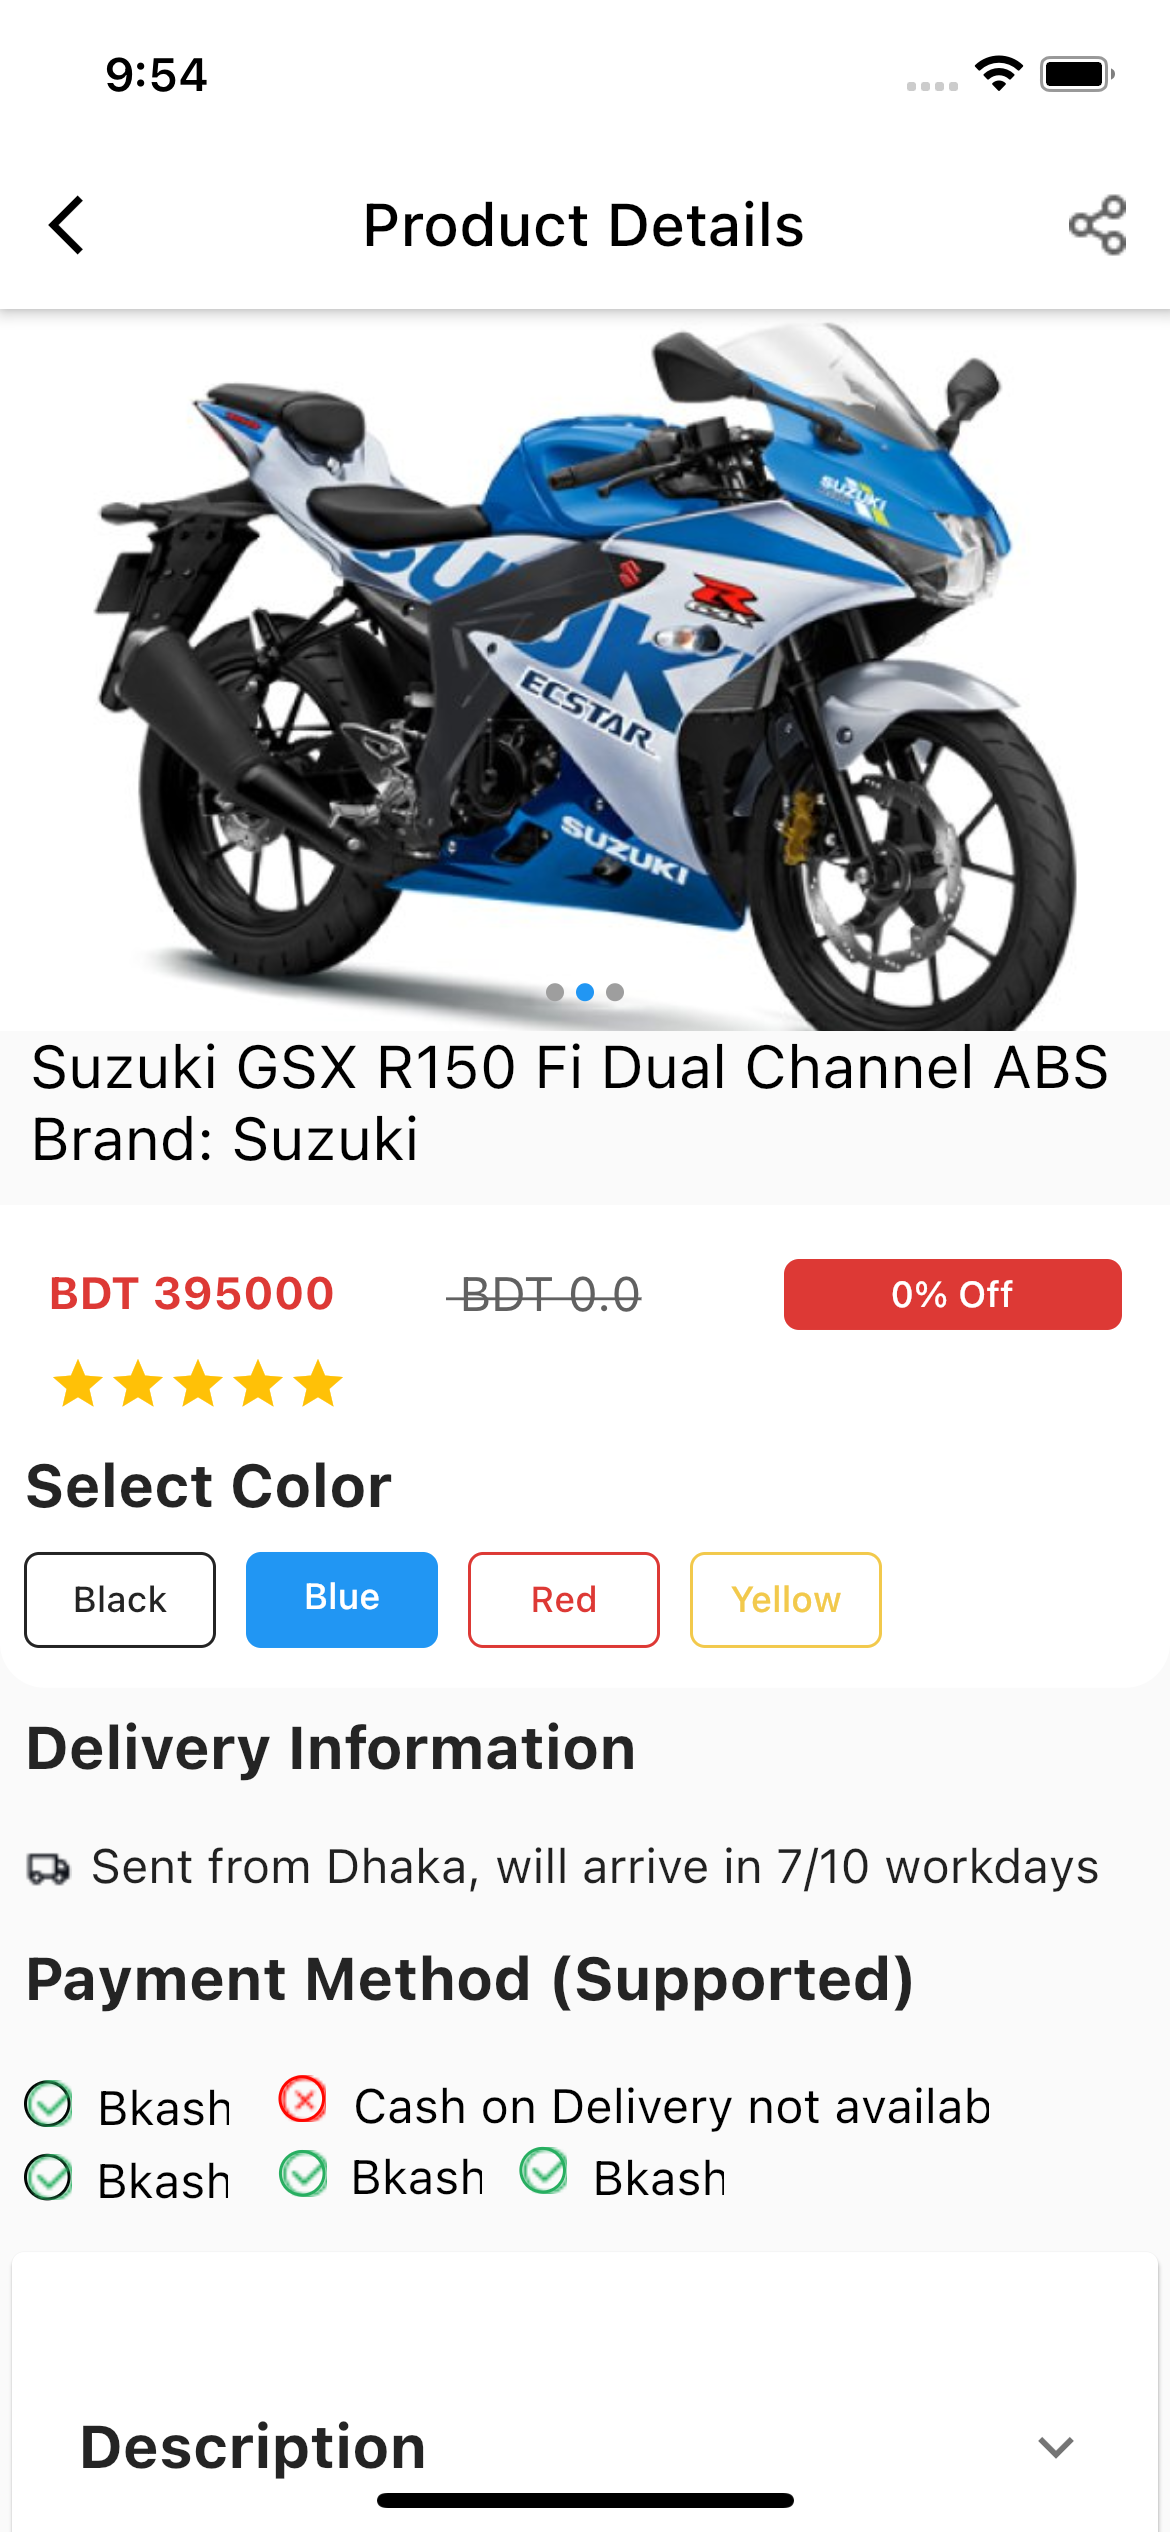 9:54
Product Details
SUZUKI
R
GSX
SUZUKI
ECSTAR
SUZUKI
Suzuki GSX R150 Fi Dual Channel ABS
Brand: Suzuki
BDT 395000 BDT 0.0 0% Off
Select Color
Black Blue Red Yellow
Delivery Information
Sent from Dhaka, will arrive in 7/10 workdays
Payment Method (Supported)
Bkash Cash on Delivery not availab
Bkash Bkash Bkash
Description